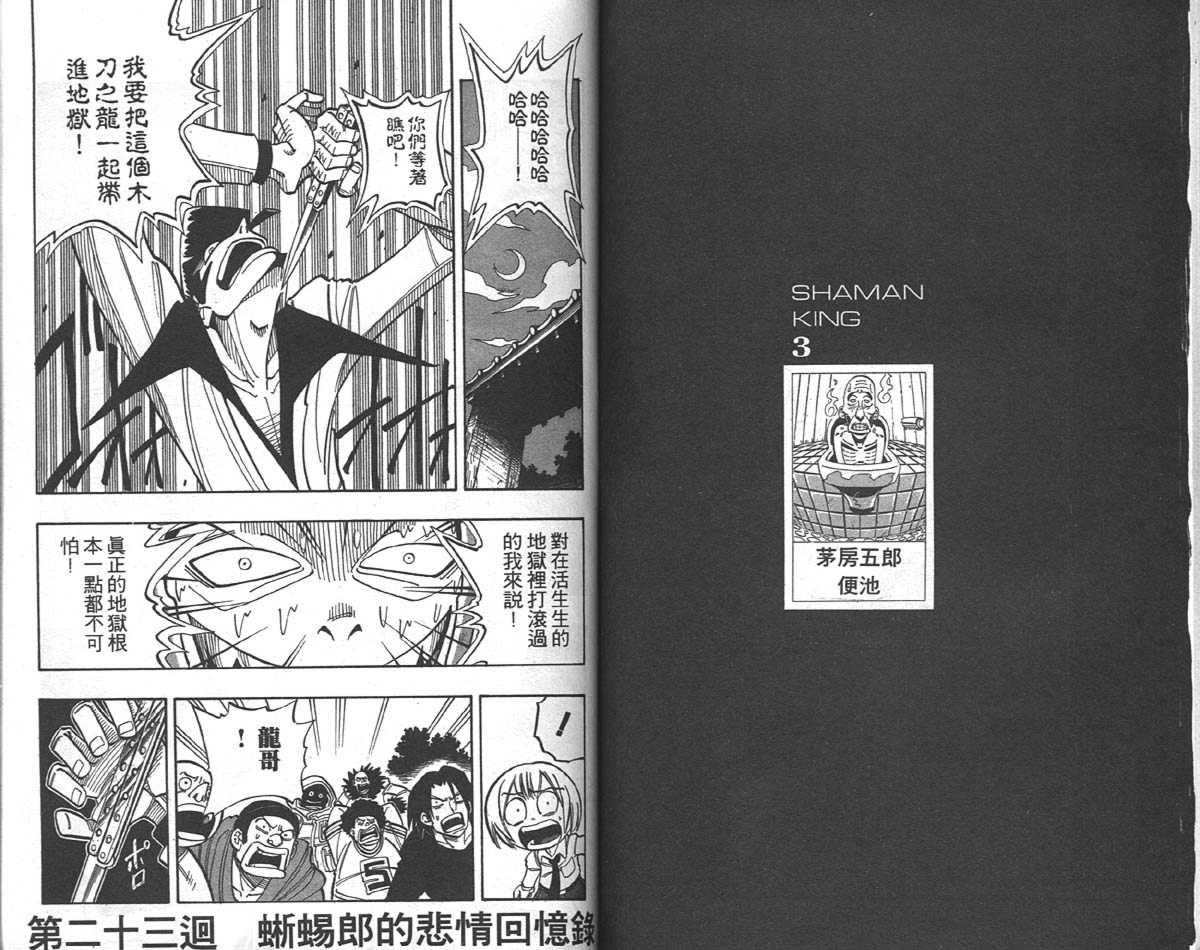 SHAMAN
KING
3
茅房五郎
便池
哈哈哈哈哈
哈哈——！
你們等著
瞧吧！
我要把這個木
刀之龍一起帶
進地獄！
對在活生生的
地獄裡打滾過
的我來說！
真正的地獄根
本一點都不可
怕！
！
龍哥
！
ポロ
第二十三迴　蜥蜴郎的悲情回憶錄